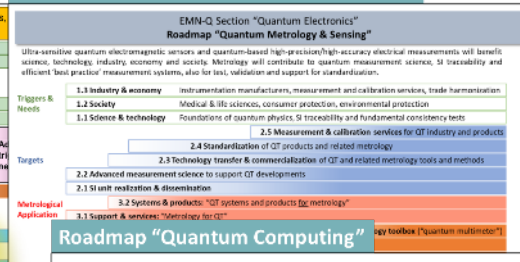 EMN-Q Section "Quantum Electronics"
Roadmap "Quantum Metrology & Sensing"
Ultra-sensitive quantum electromagnetic sensors and quantum-based high-precision/high-accuracy electrical measurements will benefit
science, technology, industry, economy and society. Metrology will contribute to quantum measurement science, SI traceability and
efficient 'best practice' measurement systems, also for test, validation and support for standardization.
Triggers &
Needs
1.3 Industry & economy Instrumentation manufacturers, measurement and calibration services, trade harmonization
1.2 Society Medical & life sciences, consumer protection, environmental protection
1.1 Science & technology Foundations of quantum physics, SI traceability and fundamental consistency tests
Targets
2.5 Measurement & calibration services for QT industry and products
2.4 Standardization of QT products and related metrology
2.3 Technology transfer & commercialization of QT and related metrology tools and methods
2.2 Advanced measurement science to support QT developments
2.1 SI unit realization & dissemination
Metrological
Application
3.2 Systems & products: "QT systems and products for metrology"
3.1 Support & services: "Metrology for QT"
toolbox ("quantum multimeter")
Roadmap "Quantum Computing"